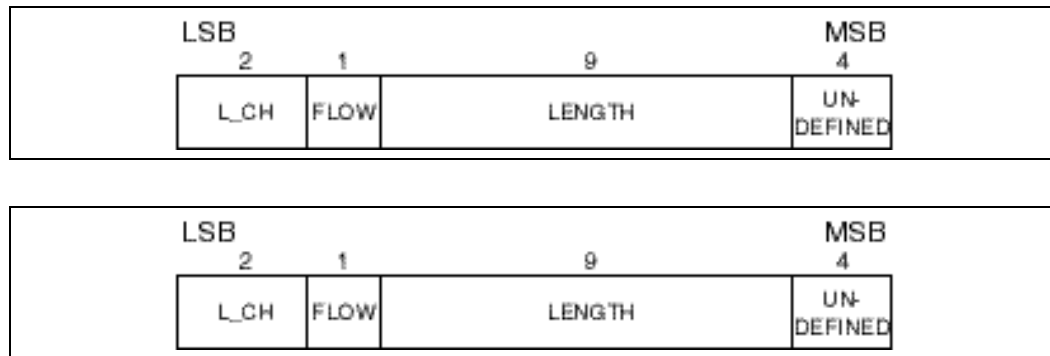 LSB MSB
2 1 9 4
L_CH FLOW LENGTH UN-
DEFINED
LSB MSB
2 1 9 4
L_CH FLOW LENGTH UN-
DEFINED